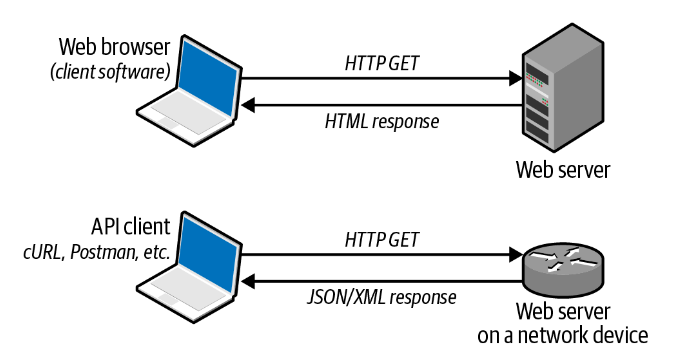 Web browser
(client software)
HTTP GET
HTML response
Web server
API client
cURL, Postman, etc.
HTTP GET
JSON/XML response
Web server
on a network device